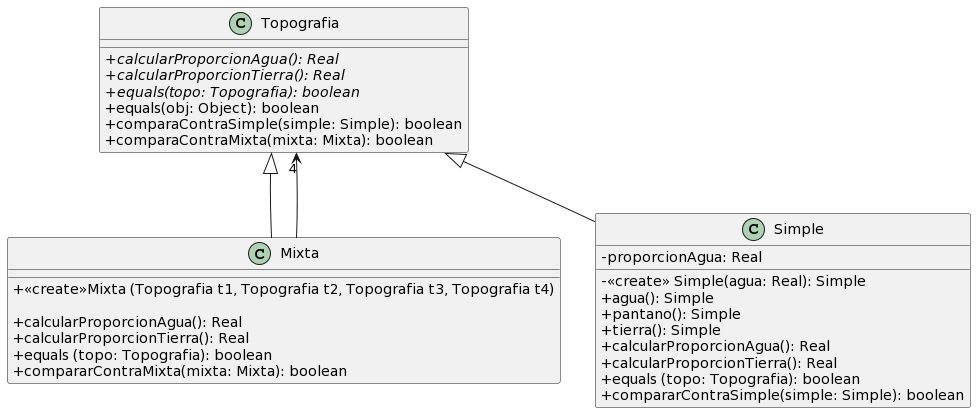 C Topografia
+calcularProporcionAgua(): Real
+calcularProporcionTierra(): Real
+equals(topo: Topografia): boolean
+equals(obj: Object): boolean
+comparaContraSimple(simple: Simple): boolean
+comparaContraMixta(mixta: Mixta): boolean
4
C Mixta
+«create»Mixta (Topografia t1, Topografia t2, Topografia t3, Topografia t4)
+calcularProporcionAgua(): Real
+calcularProporcionTierra(): Real
+equals (topo: Topografia): boolean
+compararContraMixta(mixta: Mixta): boolean
C Simple
-proporcionAgua: Real
-«create» Simple(agua: Real): Simple
+agua(): Simple
+pantano(): Simple
+tierra(): Simple
+calcularProporcionAgua(): Real
+calcularProporcionTierra(): Real
+equals (topo: Topografia): boolean
+compararContraSimple(simple: Simple): boolean